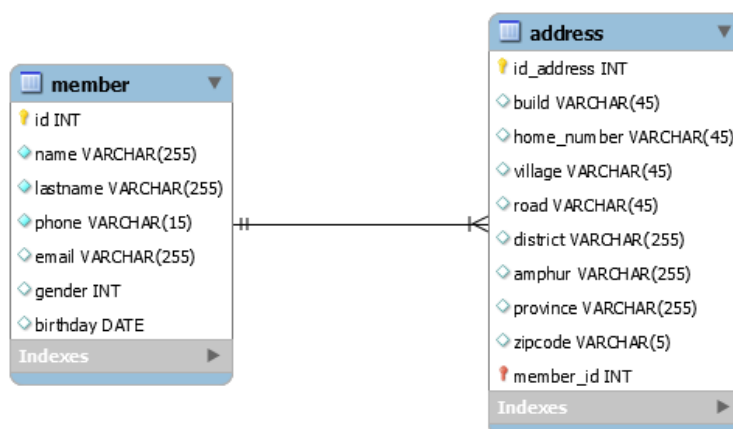 member
id INT
name VARCHAR(255)
lastname VARCHAR(255)
phone VARCHAR(15)
email VARCHAR(255)
gender INT
birthday DATE
Indexes
address
id_address INT
build VARCHAR(45)
home_number VARCHAR(45)
village VARCHAR(45)
road VARCHAR(45)
district VARCHAR(255)
amphur VARCHAR(255)
province VARCHAR(255)
zipcode VARCHAR(5)
member_id INT
Indexes